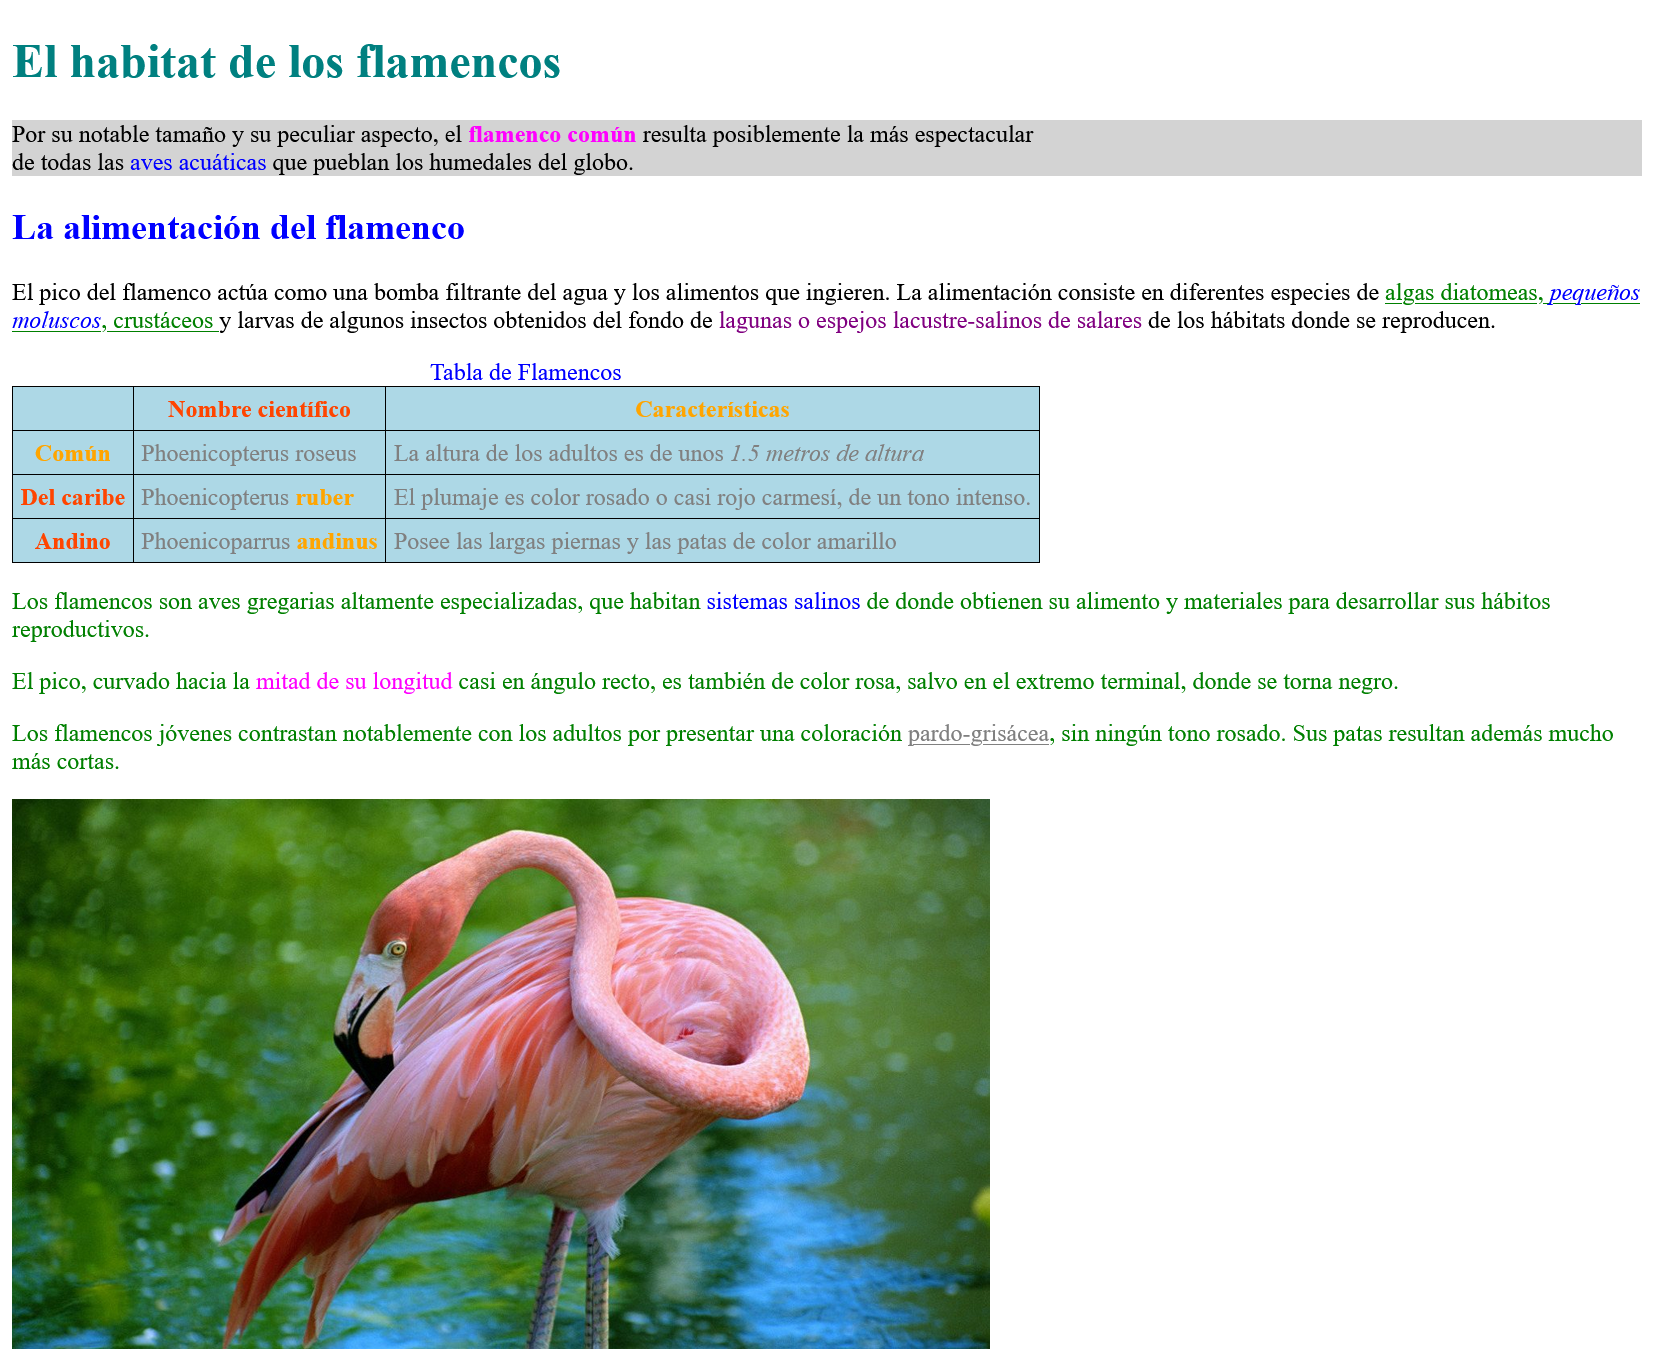 El habitat de los flamencos
Por su notable tamaño y su peculiar aspecto, el flamenco común resulta posiblemente la más espectacular
de todas las aves acuáticas que pueblan los humedales del globo.
La alimentación del flamenco
El pico del flamenco actúa como una bomba filtrante del agua y los alimentos que ingieren. La alimentación consiste en diferentes especies de algas diatomeas, pequeños
moluscos, crustáceos y larvas de algunos insectos obtenidos del fondo de lagunas o espejos lacustre-salinos de salares de los hábitats donde se reproducen.
Tabla de Flamencos
Nombre científico Características
Común Phoenicopterus roseus La altura de los adultos es de unos 1.5 metros de altura
Del caribe Phoenicopterus ruber El plumaje es color rosado o casi rojo carmesí, de un tono intenso.
Andino Phoenicoparrus andinus Posee las largas piernas y las patas de color amarillo
Los flamencos son aves gregarias altamente especializadas, que habitan sistemas salinos de donde obtienen su alimento y materiales para desarrollar sus hábitos
reproductivos.
El pico, curvado hacia la mitad de su longitud casi en ángulo recto, es también de color rosa, salvo en el extremo terminal, donde se torna negro.
Los flamencos jóvenes contrastan notablemente con los adultos por presentar una coloración pardo-grisácea, sin ningún tono rosado. Sus patas resultan además mucho
más cortas.